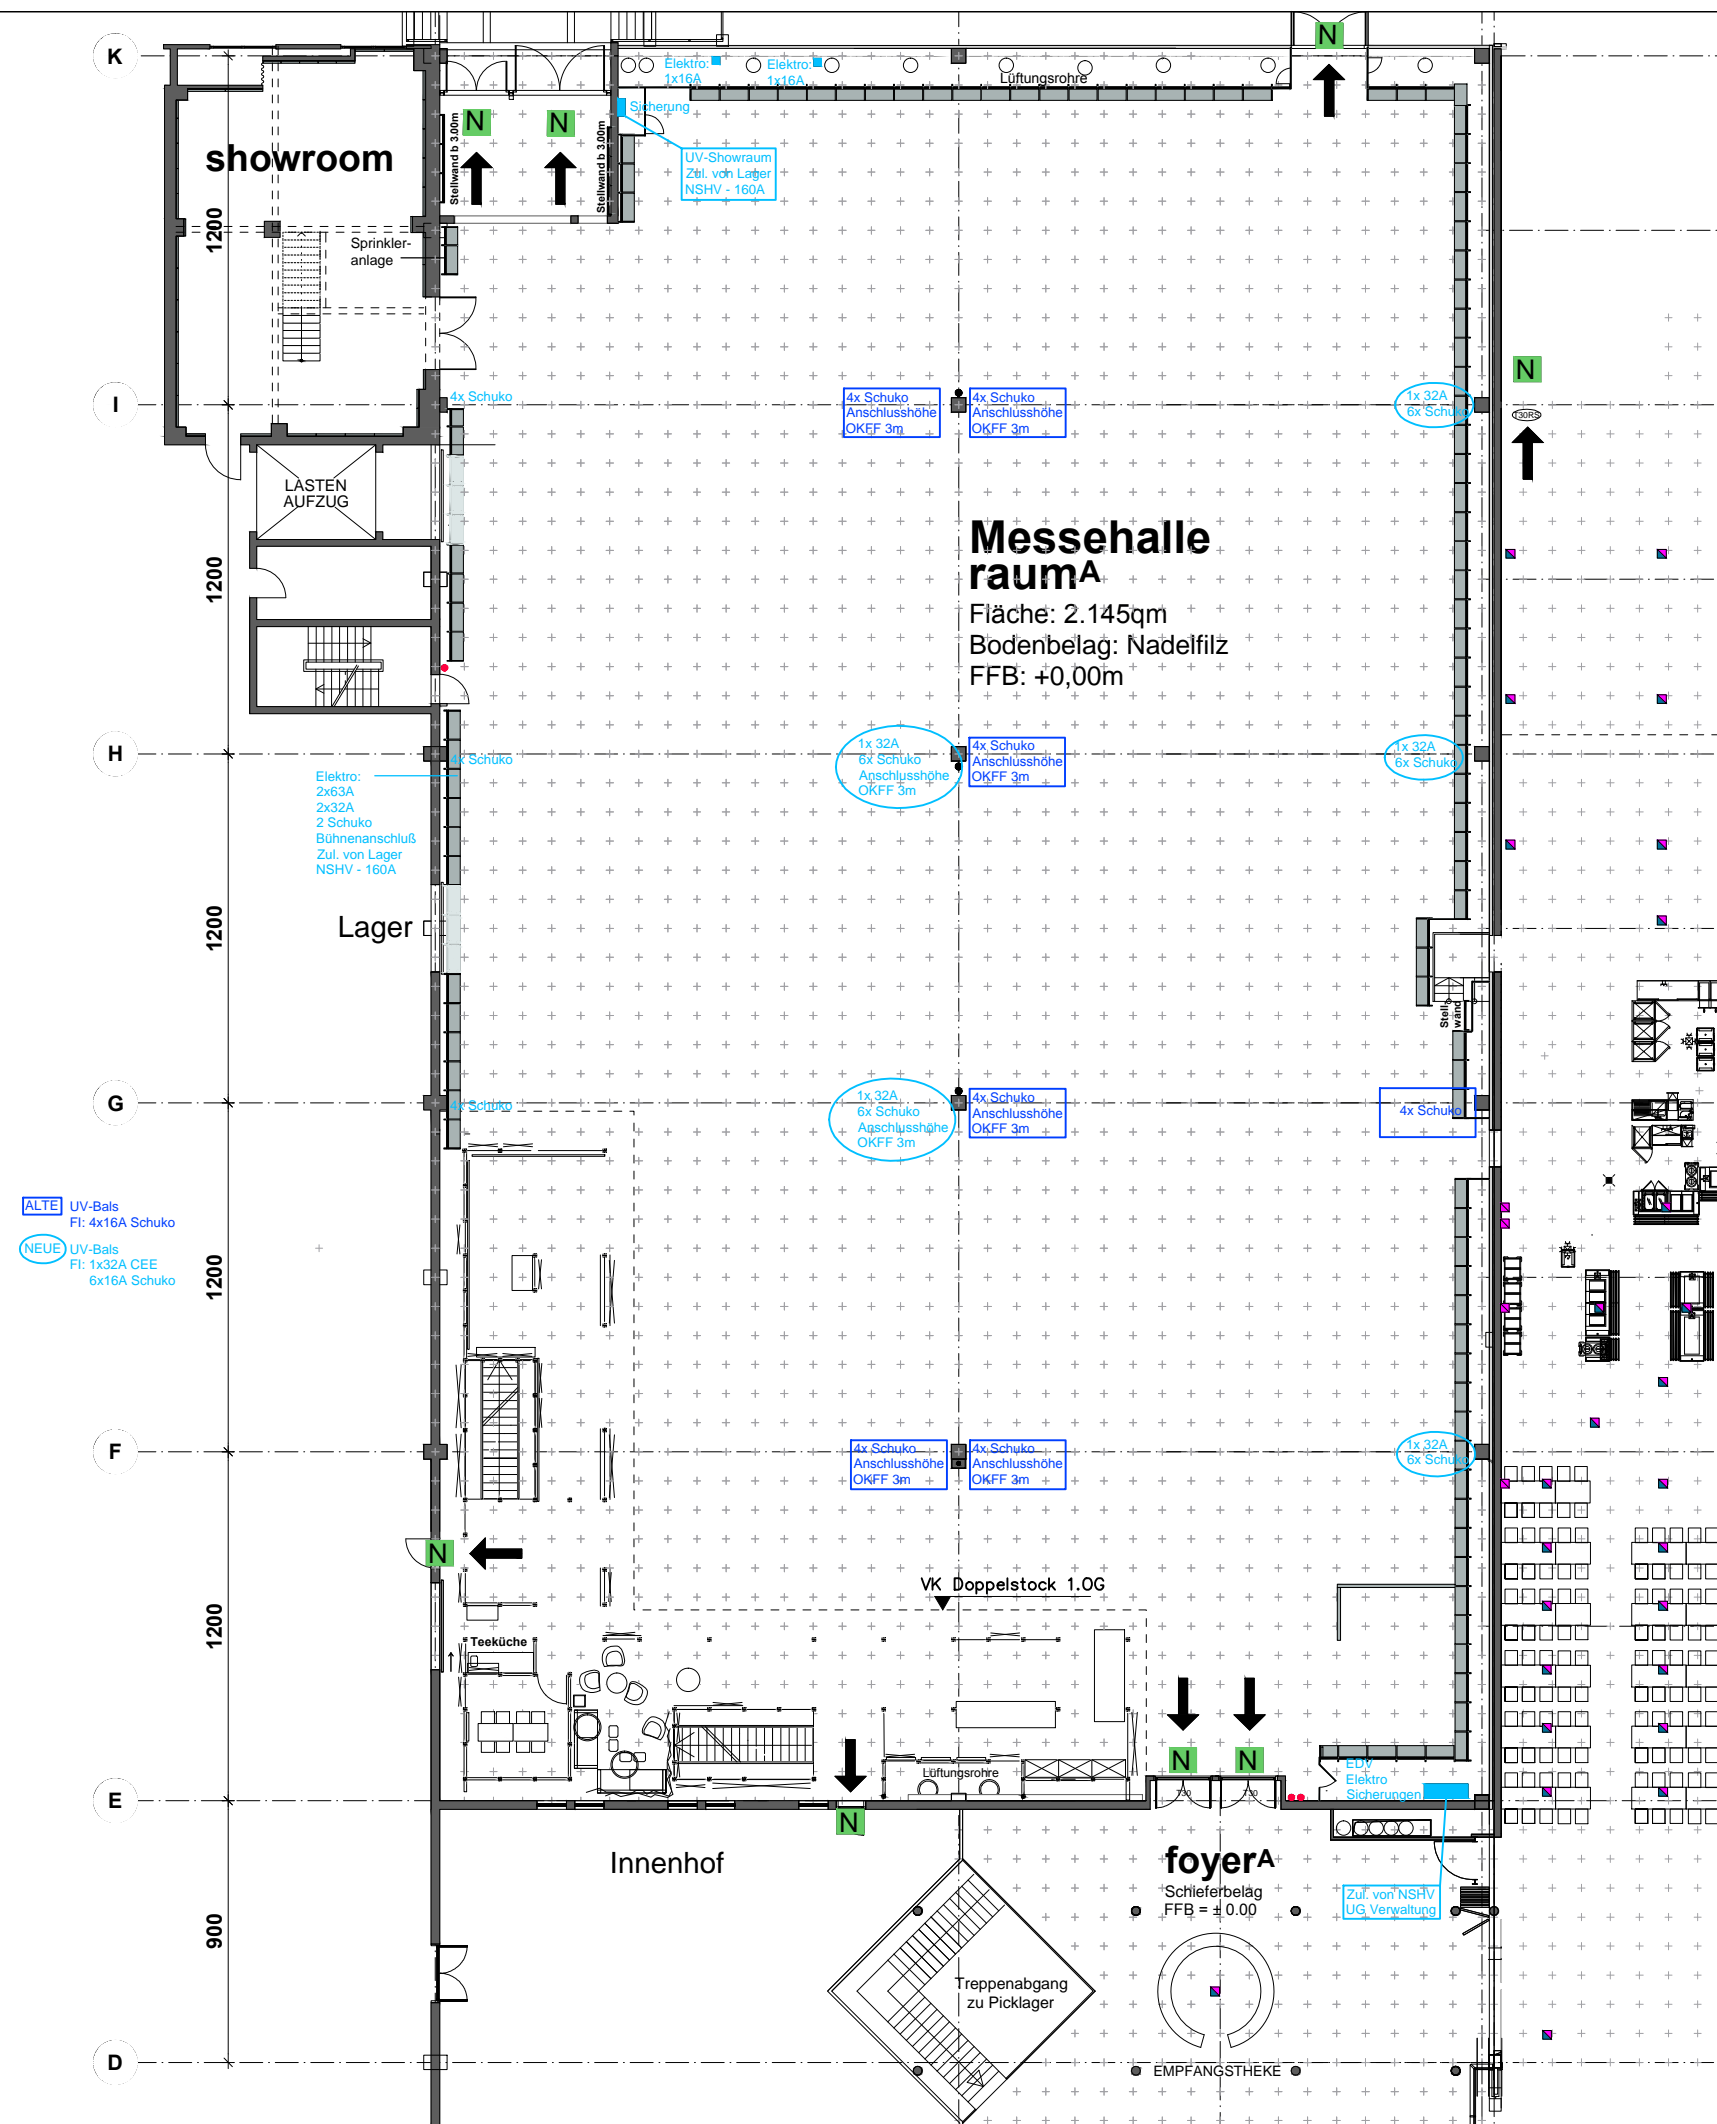 K
N
Elektro:
1x16A
Elektro:
1x16A
Lüftungsrohre
N
N
Sicherung
showroom
Stellwand b 3.00m
Stellwand b 3.00m
UV-Showraum
Zul. von Lager
NSHV - 160A
1200
Sprinkler-
anlage
N
I
4x Schuko
4x Schuko
Anschlusshöhe
OKFF 3m
4x Schuko
Anschlusshöhe
OKFF 3m
1x 32A
6x Schuko
T30RS
LASTEN
AUFZUG
Messehalle
raumA
Fläche: 2.145qm
Bodenbelag: Nadelfilz
FFB: +0,00m
1200
H
4x Schuko
1x 32A
6x Schuko
Anschlusshöhe
OKFF 3m
4x Schuko
Anschlusshöhe
OKFF 3m
1x 32A
6x Schuko
Elektro:
2x63A
2x32A
2 Schuko
Bühnenanschluß
Zul. von Lager
NSHV - 160A
1200
Lager
Stell
wand
G
4x Schuko
1x 32A
6x Schuko
Anschlusshöhe
OKFF 3m
4x Schuko
Anschlusshöhe
OKFF 3m
4x Schuko
ALTE UV-Bals
FI: 4x16A Schuko
NEUE UV-Bals
FI: 1x32A CEE
6x16A Schuko
1200
F
4x Schuko
Anschlusshöhe
OKFF 3m
4x Schuko
Anschlusshöhe
OKFF 3m
1x 32A
6x Schuko
N
VK Doppelstock 1.OG
1200
Teeküche
N
N
Lüftungsrohre
T30
T30
EDV
Elektro
Sicherungen
E
N
Innenhof
foyerA
Schieferbelag
FFB = ± 0.00
Zul. von NSHV
UG Verwaltung
900
Treppenabgang
zu Picklager
D
EMPFANGSTHEKE